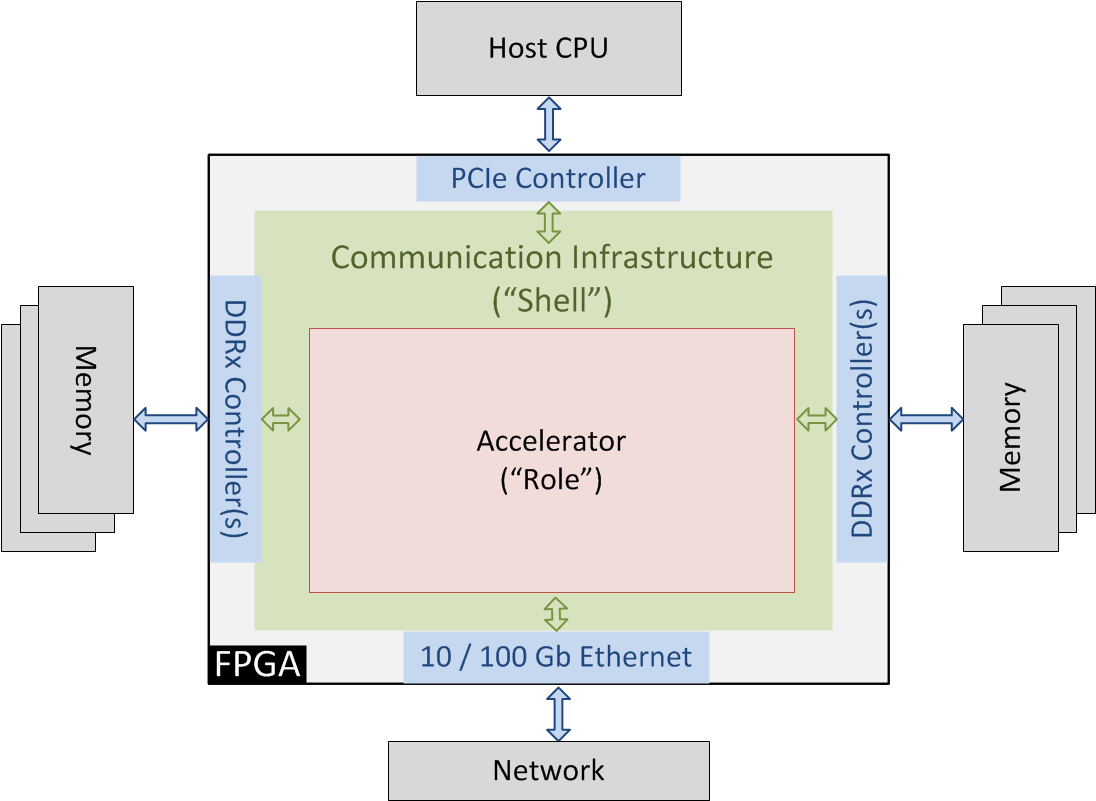 Host CPU
PCIe Controller
Communication Infrastructure
(“Shell”)
Memory
DDRx Controller(s)
Accelerator
(“Role”)
DDRx Controller(s)
Memory
10 / 100 Gb Ethernet
FPGA
Network